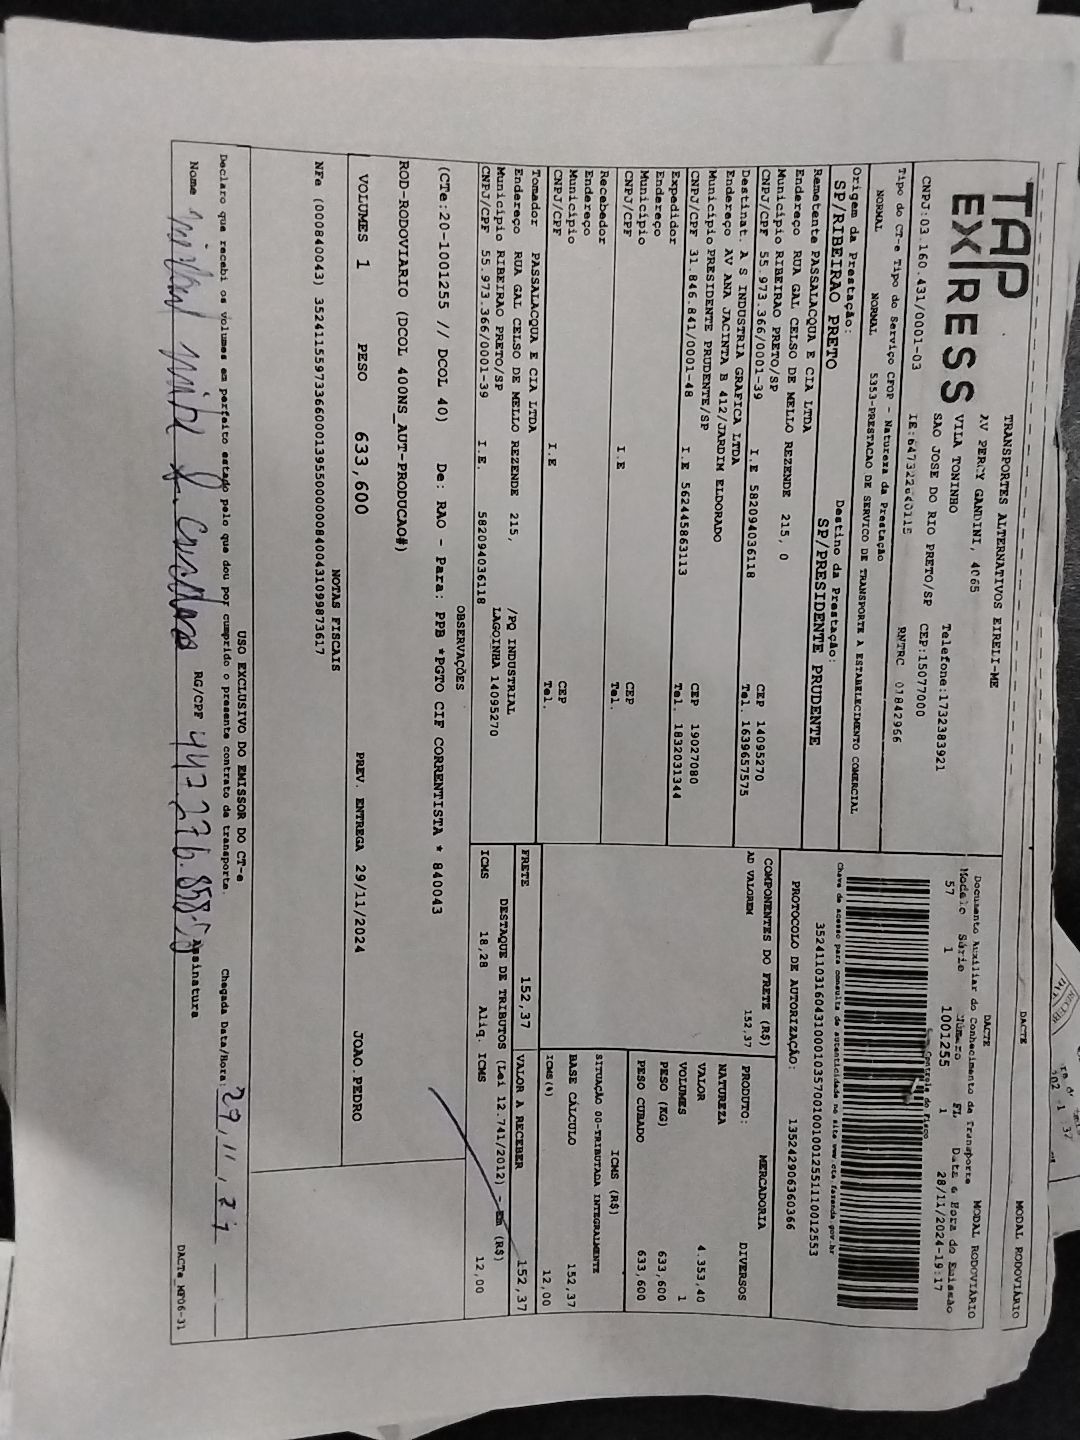 DACTE MODAL RODOVIÁRIO
TAP
EXPRESS
TRANSPORTES ALTERNATIVOS EIRELI-ME
AV PERCY GANDINI, 4065
VILA TONINHO Telefone:1732383921
SAO JOSE DO RIO PRETO/SP CEP:15077000
CNPJ:03.160.431/0001-03
RNTRC 01842956
DACTE
Documento Auxiliar do Conhecimento de Transporte MODAL RODOVIÁRIO
Modelo Série Número FL Data e Hora do Emissão
57 1 1001255 1 28/11/2024-19:17
Controle do Fisco
Chave de acesso para consulta de autenticidade no site www.cte.fazenda.gov.br
35241103160431000103570010010012551110012553
PROTOCOLO DE AUTORIZAÇÃO: 135242906360366
Tipo do CT-e Tipo do Serviço CFOP - Natureza da Prestação
NORMAL NORMAL 5353-PRESTACAO DE SERVICO DE TRANSPORTE A ESTABELECIMENTO COMERCIAL
Origem da Prestação: Destino da Prestação:
SP/RIBEIRAO PRETO SP/PRESIDENTE PRUDENTE
Remetente PASSALACQUA E CIA LTDA
Endereço RUA GAL CELSO DE MELLO REZENDE 215, 0
Município RIBEIRAO PRETO/SP CEP 14095270
CNPJ/CPF 55.973.366/0001-39 I.E 582094036118 Tel. 1639657575
Destinat. A S INDUSTRIA GRAFICA LTDA
Endereço AV ANA JACINTA B 412/JARDIM ELDORADO
Município PRESIDENTE PRUDENTE/SP CEP 19027080
CNPJ/CPF 31.846.841/0001-48 I.E 562445863113 Tel. 1832031344
Expedidor
Endereço
Município CEP
CNPJ/CPF I.E Tel.
Recebedor
Endereço
Município CEP
CNPJ/CPF I.E Tel.
Tomador PASSALACQUA E CIA LTDA
Endereço RUA GAL CELSO DE MELLO REZENDE 215, /PQ INDUSTRIAL
Município RIBEIRAO PRETO/SP LAGOINHA 14095270
CNPJ/CPF 55.973.366/0001-39 I.E. 582094036118
COMPONENTES DO FRETE (R$)
AD VALOREM 152,37
MERCADORIA
PRODUTO: DIVERSOS
NATUREZA
VALOR 4.353,40
VOLUMES 1
PESO (KG) 633,600
PESO CUBADO 633,600
ICMS (R$)
SITUAÇÃO 00-TRIBUTADA INTEGRALMENTE
BASE CÁLCULO 152,37
ICMS(%) 12,00
FRETE 152,37 VALOR A RECEBER 152,37
DESTAQUE DE TRIBUTOS (Lei 12.741/2012) - Em (R$)
ICMS 18,28 Aliq. ICMS 12,00
OBSERVAÇÕES
(CTe:20-1001255 // DCOL 40) De: RAO - Para: PPB *PGTO CIF CORRENTISTA * 840043
ROD-RODOVIARIO (DCOL 400NS_AUT-PRODUCAO#)
VOLUMES 1 PESO 633,600 PREV. ENTREGA 29/11/2024 JOAO.PEDRO
NOTAS FISCAIS
NFe (000840043) 35241155973366000139550000008400431099873617
USO EXCLUSIVO DO EMISSOR DO CT-e
Declaro que recebi os volumes em perfeito estado pelo que dou por cumprido o presente contrato de transporte. Chegada Data/Hora: 29,11,24
Nome RG/CPF 447.276.858- Assinatura
DACTe MP06-31